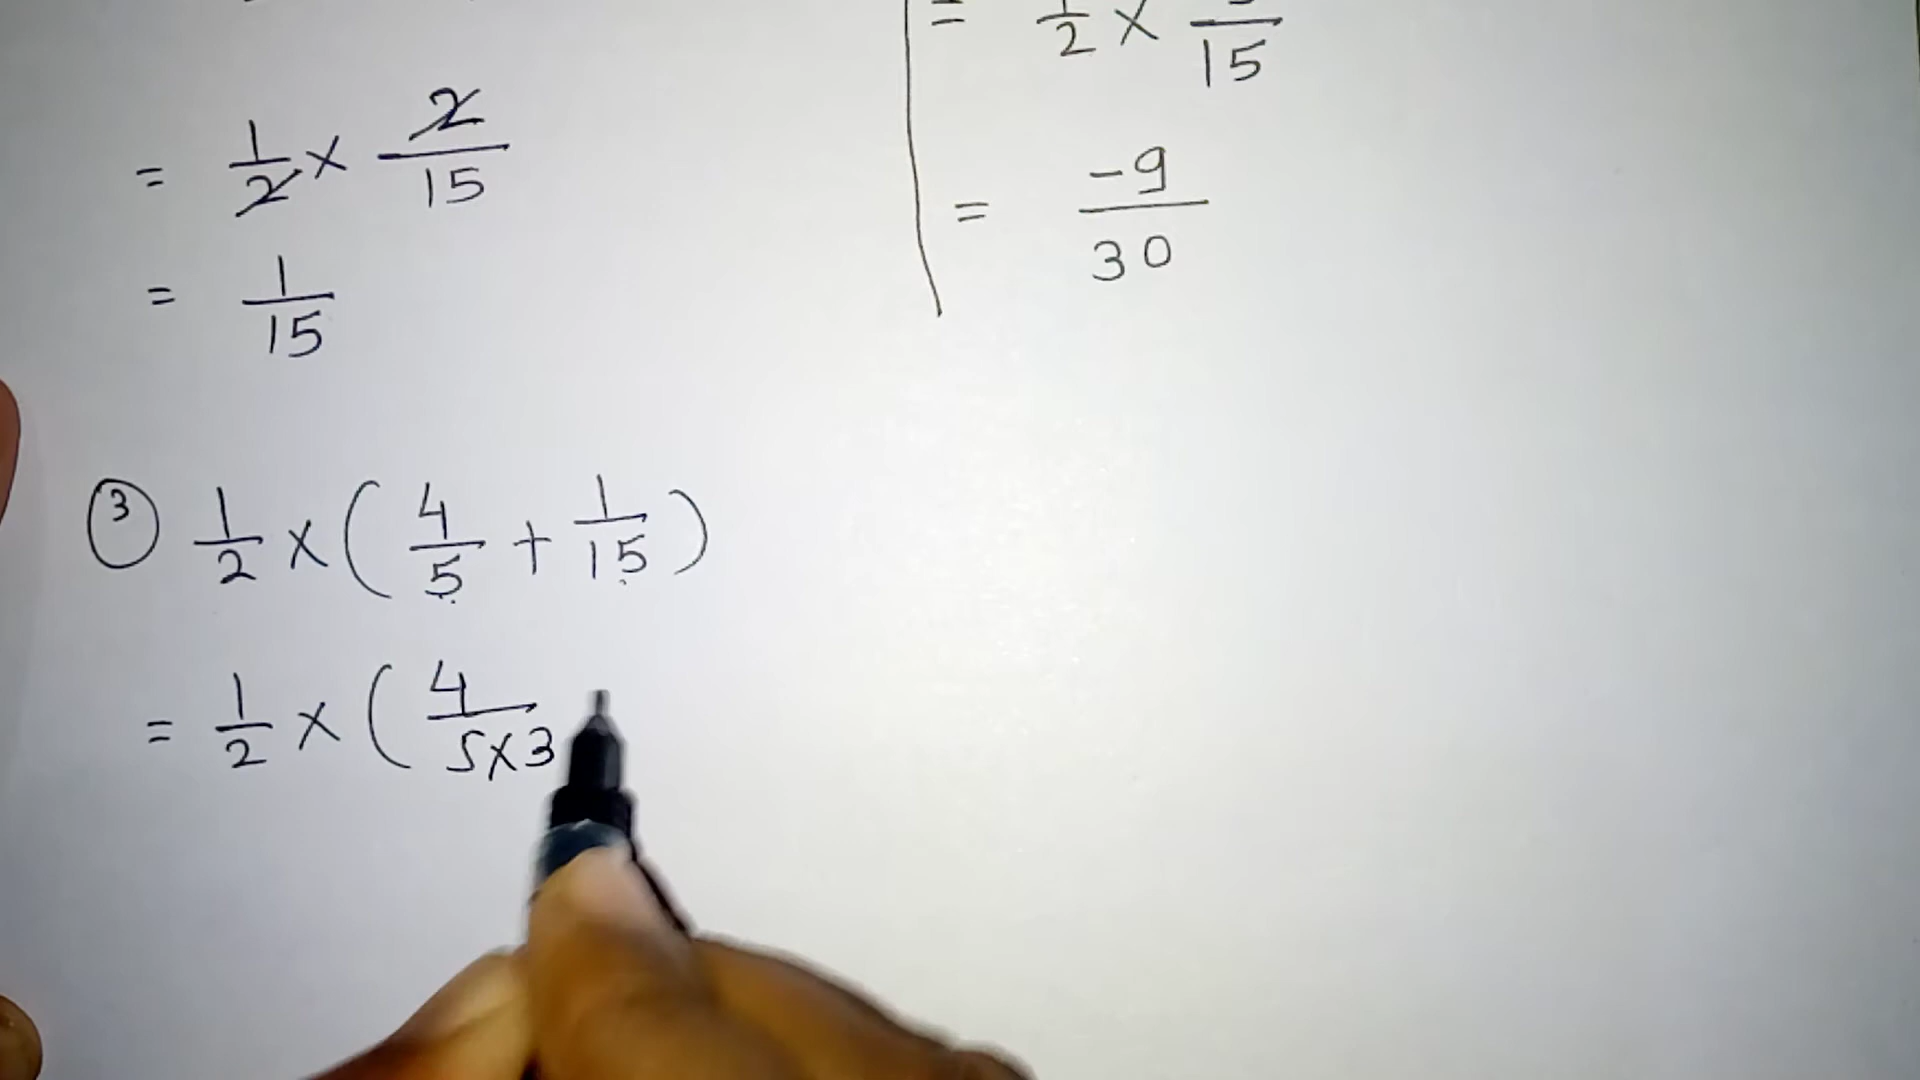 = 1/2 × 2/15
= 1/15
= 1/2 × /15
= -9/30
③ 1/2 × ( 4/5 + 1/15 )
= 1/2 × ( 4/5×3